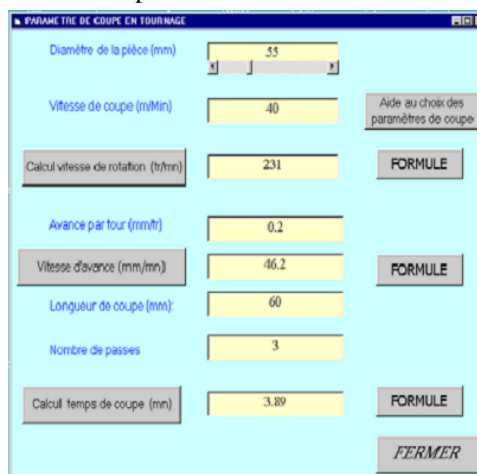 PARAMETRE DE COUPE EN TOURNAGE
Diamètre de la pièce (mm) 55
Vitesse de coupe (m/Min) 40 Aide au choix des
paramètres de coupe
Calcul vitesse de rotation (tr/mn) 231 FORMULE
Avance par tour (mm/tr) 0.2
Vitesse d'avance (mm/mn) 46.2 FORMULE
Longueur de coupe (mm): 60
Nombre de passes 3
Calcul temps de coupe (mn) 3.89 FORMULE
FERMER